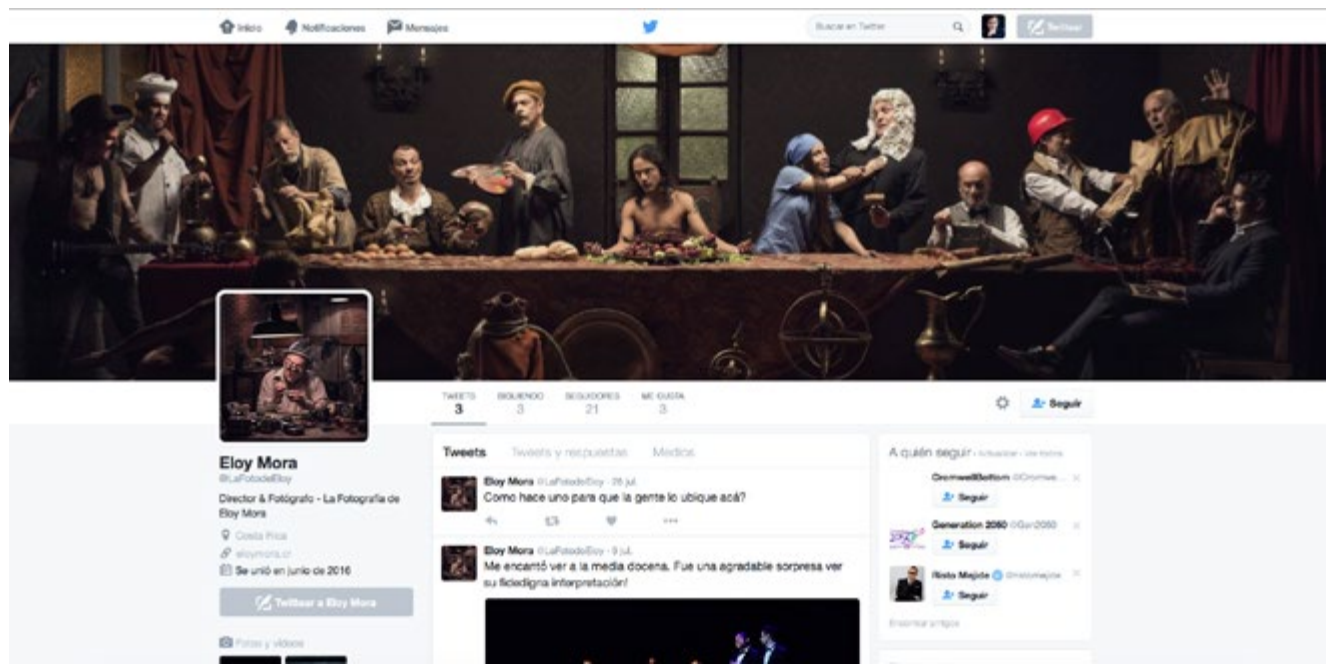 Inicio
Notificaciones
Mensajes
Buscar en Twitter
Twittear
TWEETS
3
SIGUIENDO
3
SEGUIDORES
21
ME GUSTA
3
Seguir
Eloy Mora
@LaFotodeEloy
Director & Fotógrafo - La Fotografía de
Eloy Mora
Costa Rica
eloymora.cr
Se unió en junio de 2016
Twittear a Eloy Mora
Fotos y vídeos
Tweets
Tweets y respuestas
Medios
Eloy Mora @LaFotodeEloy · 26 jul.
Como hace uno para que la gente lo ubique acá?
Eloy Mora @LaFotodeEloy · 9 jul.
Me encantó ver a la media docena. Fue una agradable sorpresa ver
su fidedigna interpretación!
A quién seguir · Actualizar · Ver todos
CromwellBottom @Cromwe...
Seguir
Generation 2050 @Gen2050
Seguir
Risto Mejide @ristomejide
Seguir
Encontrar amigos